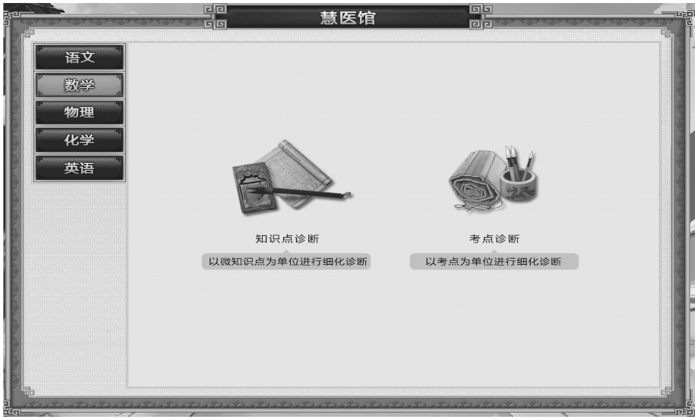 慧医馆
语文
数学
物理
化学
英语
知识点诊断
以微知识点为单位进行细化诊断
考点诊断
以考点为单位进行细化诊断